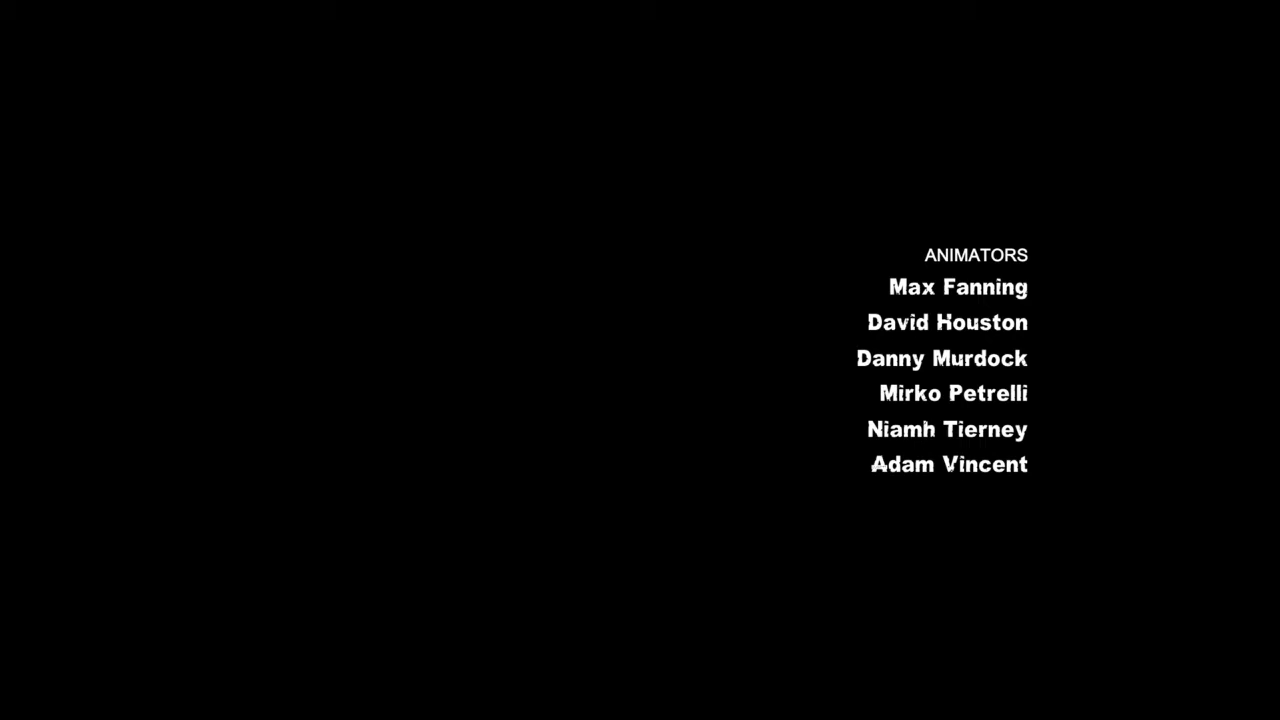 ANIMATORS
Max Fanning
David Houston
Danny Murdock
Mirko Petrelli
Niamh Tierney
Adam Vincent